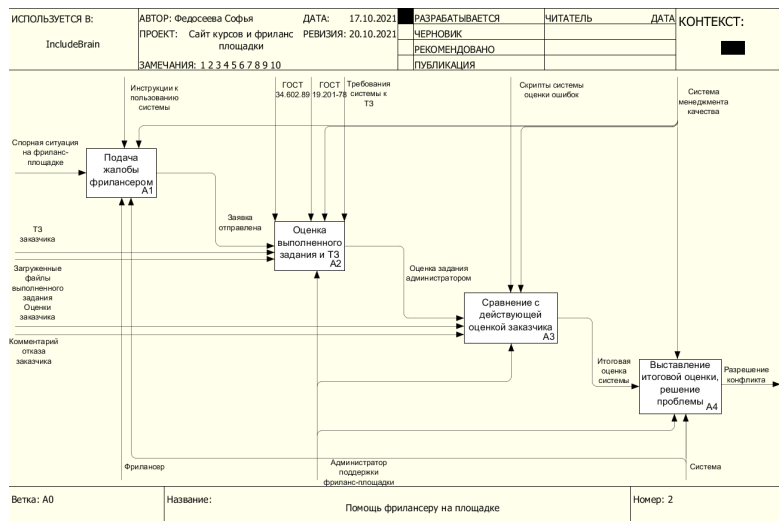 ИСПОЛЬЗУЕТСЯ В:
IncludeBrain
АВТОР: Федосеева Софья
ДАТА: 17.10.2021
ПРОЕКТ: Сайт курсов и фриланс
площадки
РЕВИЗИЯ: 20.10.2021
ЗАМЕЧАНИЯ: 1 2 3 4 5 6 7 8 9 10
РАЗРАБАТЫВАЕТСЯ
ЧЕРНОВИК
РЕКОМЕНДОВАНО
ПУБЛИКАЦИЯ
ЧИТАТЕЛЬ
ДАТА
КОНТЕКСТ:
Инструкции к
пользованию
системы
ГОСТ
34.602.89
ГОСТ
19.201-78
Требования
системы к
ТЗ
Скрипты системы
оценки ошибок
Система
менеджмента
качества
Спорная ситуация
на фриланс-
площадке
Подача
жалобы
фрилансером
A1
Заявка
отправлена
ТЗ
заказчика
Оценка
выполненного
задания и ТЗ
A2
Загруженные
файлы
выполненного
задания
Оценки
заказчика
Оценка задания
администратором
Сравнение с
действующей
оценкой заказчика
A3
Комментарий
отказа
заказчика
Итоговая
оценка
системы
Выставление
итоговой оценки,
решение
проблемы
A4
Разрешение
конфликта
Фрилансер
Администратор
поддержки
фриланс-площадки
Система
Ветка: A0
Название:
Помощь фрилансеру на площадке
Номер: 2